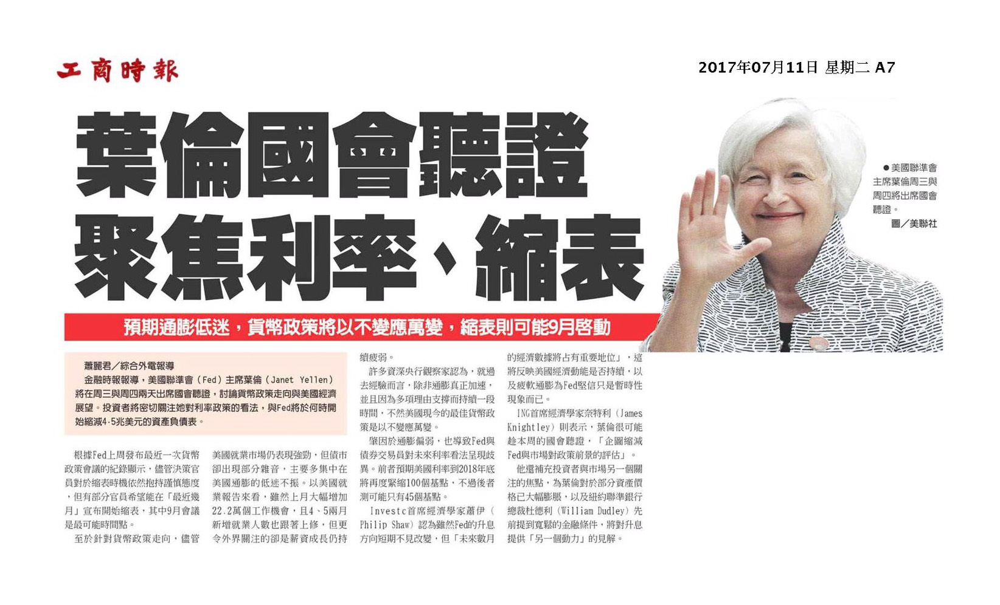 工商時報
2017年07月11日 星期二 A7
葉倫國會聽證
聚焦利率、縮表
●美國聯準會
主席葉倫周三與
周四將出席國會
聽證。
圖／美聯社
預期通膨低迷，貨幣政策將以不變應萬變，縮表則可能9月啓動
蕭麗君／綜合外電報導
金融時報報導，美國聯準會（Fed）主席葉倫（Janet Yellen）
將在周三與周四兩天出席國會聽證，討論貨幣政策走向與美國經濟
展望。投資者將密切關注她對利率政策的看法，與Fed將於何時開
始縮減4.5兆美元的資產負債表。
根據Fed上周發布最近一次貨幣
政策會議的紀錄顯示，儘管決策官
員對於縮表時機依然抱持謹慎態度
，但有部分官員希望能在「最近幾
月」宣布開始縮表，其中9月會議
是最可能時間點。
至於針對貨幣政策走向，儘管
美國就業市場仍表現強勁，但債市
卻出現部分雜音，主要多集中在
美國通膨的低迷不振。以美國就
業報告來看，雖然上月大幅增加
22.2萬個工作機會，且4、5兩月
新增就業人數也跟著上修，但更
令外界關注的卻是薪資成長仍持
續疲弱。
許多資深央行觀察家認為，就過
去經驗而言，除非通膨真正加速，
並且因為多項理由支撐而持續一段
時間，不然美國現今的最佳貨幣政
策是以不變應萬變。
肇因於通膨偏弱，也導致Fed與
債券交易員對未來利率看法呈現歧
異。前者預期美國利率到2018年底
將再度緊縮100個基點，不過後者
測可能只有45個基點。
Investc首席經濟學家蕭伊（
Philip Shaw）認為雖然Fed的升息
方向短期不見改變，但「未來數月
的經濟數據將占有重要地位」，這
將反映美國經濟動能是否持續，以
及疲軟通膨為Fed堅信只是暫時性
現象而已。
ING首席經濟學家奈特利（James
Knightley）則表示，葉倫很可能
趁本周的國會聽證，「企圖縮減
Fed與市場對政策前景的評估」。
他還補充投資者與市場另一個關
注的焦點，為葉倫對於部分資產價
格已大幅膨脹，以及紐約聯準銀行
總裁杜德利（William Dudley）先
前提到寬鬆的金融條件，將對升息
提供「另一個動力」的見解。